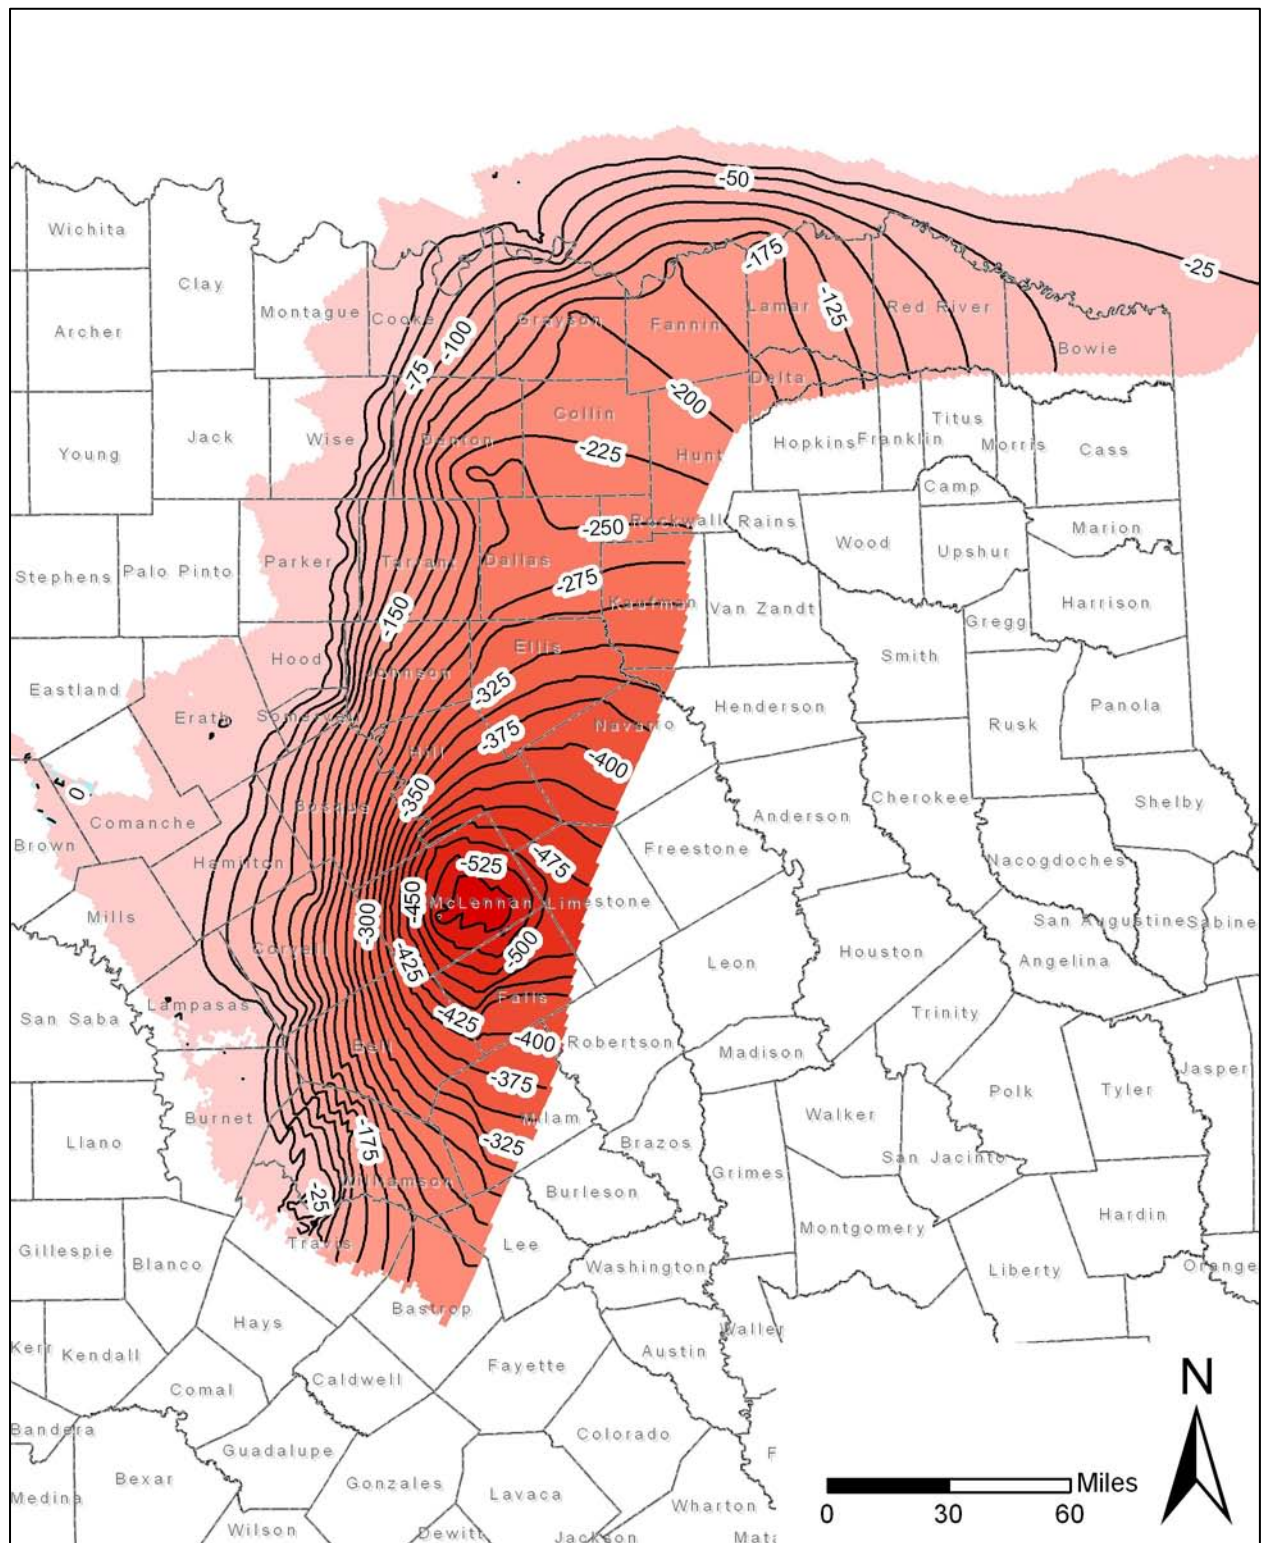 -50
Wichita
-25
Clay
Montague
Cooke
Grayson
Fannin
-175
Lamar
-125
Red River
Archer
-100
Bowie
-75
Delta
-200
Collin
Titus
Young
Jack
Wise
Denton
-225
Hunt
Hopkins
Franklin
Morris
Cass
Camp
-250
Rockwall
Rains
Marion
Wood
Upshur
Stephens
Palo Pinto
Parker
Tarrant
Dallas
-275
Kaufman
Van Zandt
Harrison
-150
Gregg
Hood
Johnson
Ellis
Smith
Eastland
-325
Erath
Somervell
Navarro
Henderson
Rusk
Panola
-375
Hill
-400
0
-350
Bosque
Cherokee
Shelby
Comanche
Anderson
Brown
Hamilton
-525
-475
Freestone
Nacogdoches
-450
McLennan
Limestone
Mills
-300
San Augustine
Sabine
Coryell
-500
Houston
-425
Leon
Angelina
Lampasas
Falls
San Saba
-425
Trinity
Bell
-400
Robertson
Madison
Jasper
-375
Polk
Tyler
Burnet
Milam
Walker
Llano
-175
-325
Brazos
San Jacinto
Grimes
Williamson
Burleson
-25
Hardin
Gillespie
Blanco
Travis
Lee
Montgomery
Washington
Liberty
Orange
Bastrop
Hays
Waller
Kerr
Kendall
Austin
Fayette
Comal
Caldwell
N
Bandera
Guadalupe
Colorado
F
Bexar
Gonzales
Miles
Medina
Lavaca
Wharton
0
30
60
Wilson
Dewitt
Jackson
Mata